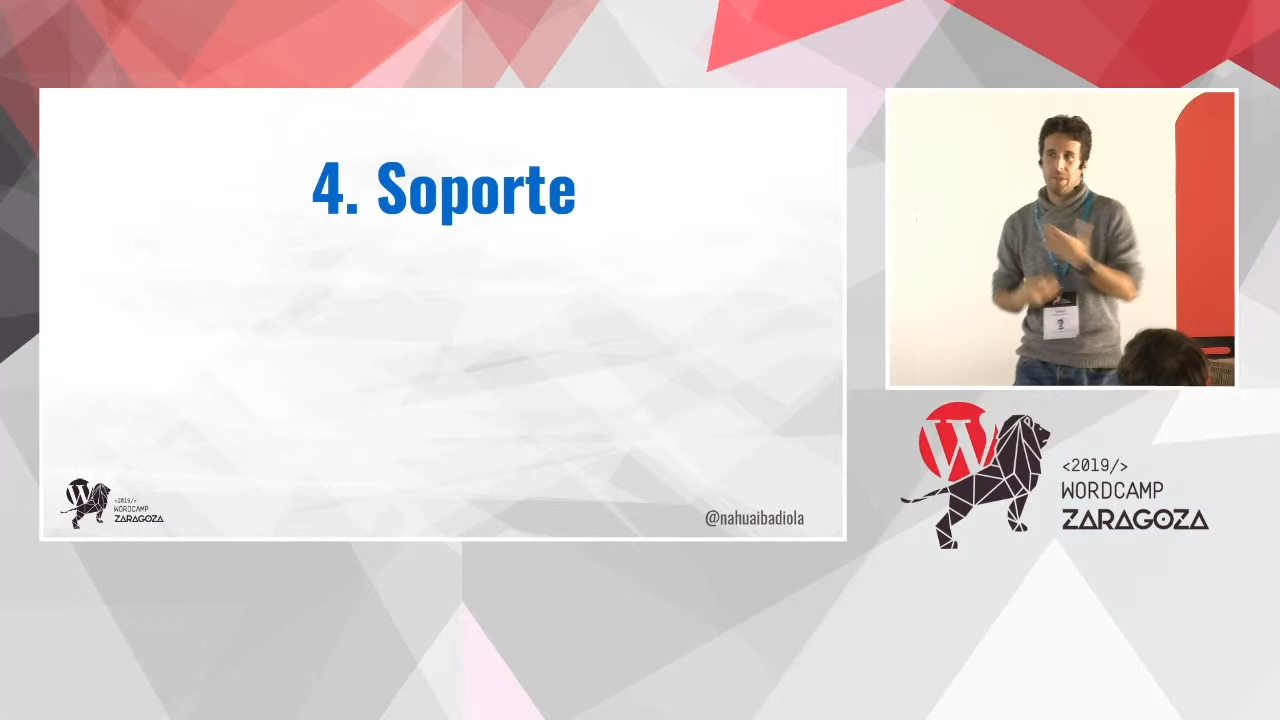 4. Soporte
<2019/>
WORDCAMP
ZARAGOZA
@nahuaibadiola
<2019/>
WORDCAMP
ZARAGOZA